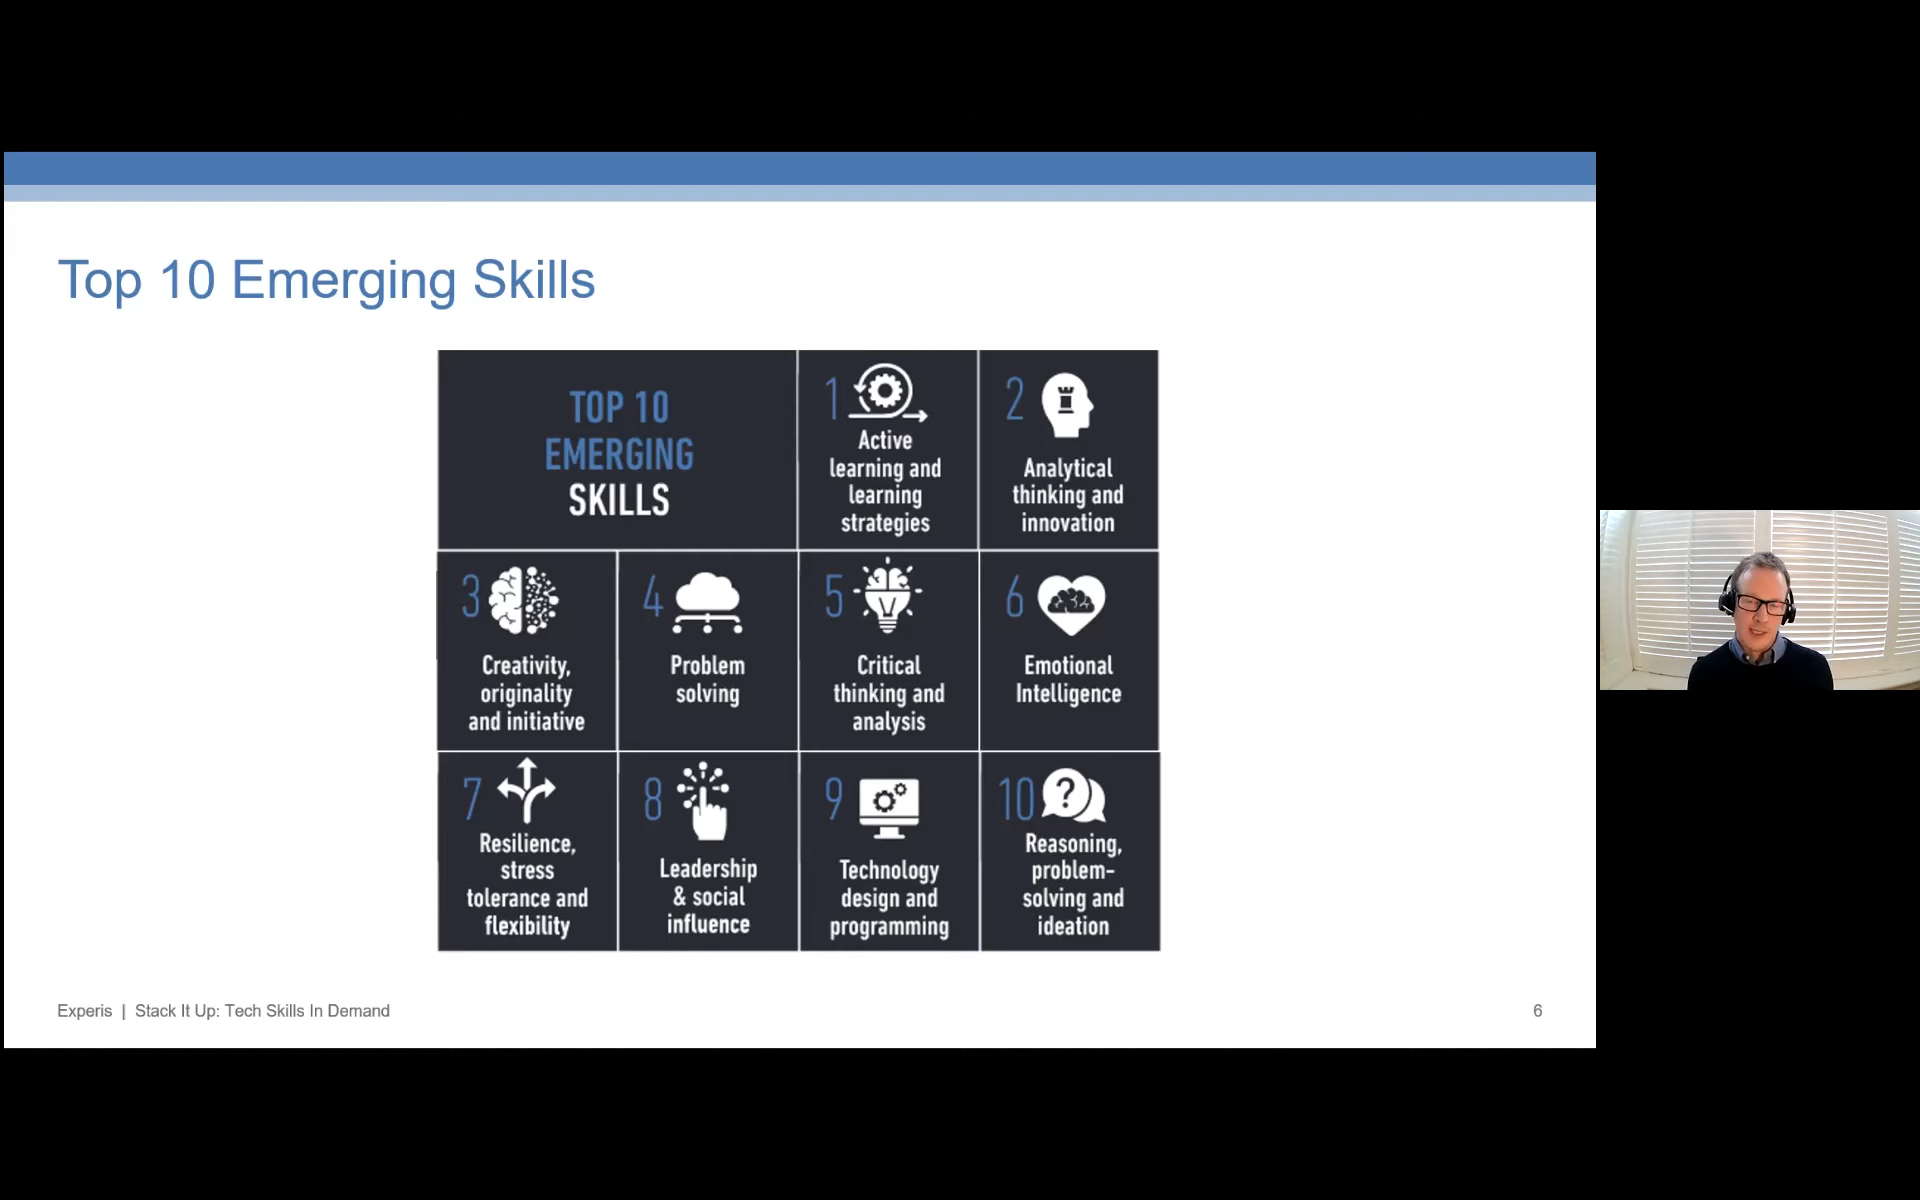 Top 10 Emerging Skills
TOP 10
EMERGING
SKILLS
1
Active
learning and
learning
strategies
2
Analytical
thinking and
innovation
3
Creativity,
originality
and initiative
4
Problem
solving
5
Critical
thinking and
analysis
6
Emotional
Intelligence
7
Resilience,
stress
tolerance and
flexibility
8
Leadership
& social
influence
9
Technology
design and
programming
10
?
Reasoning,
problem-
solving and
ideation
Experis | Stack It Up: Tech Skills In Demand
6